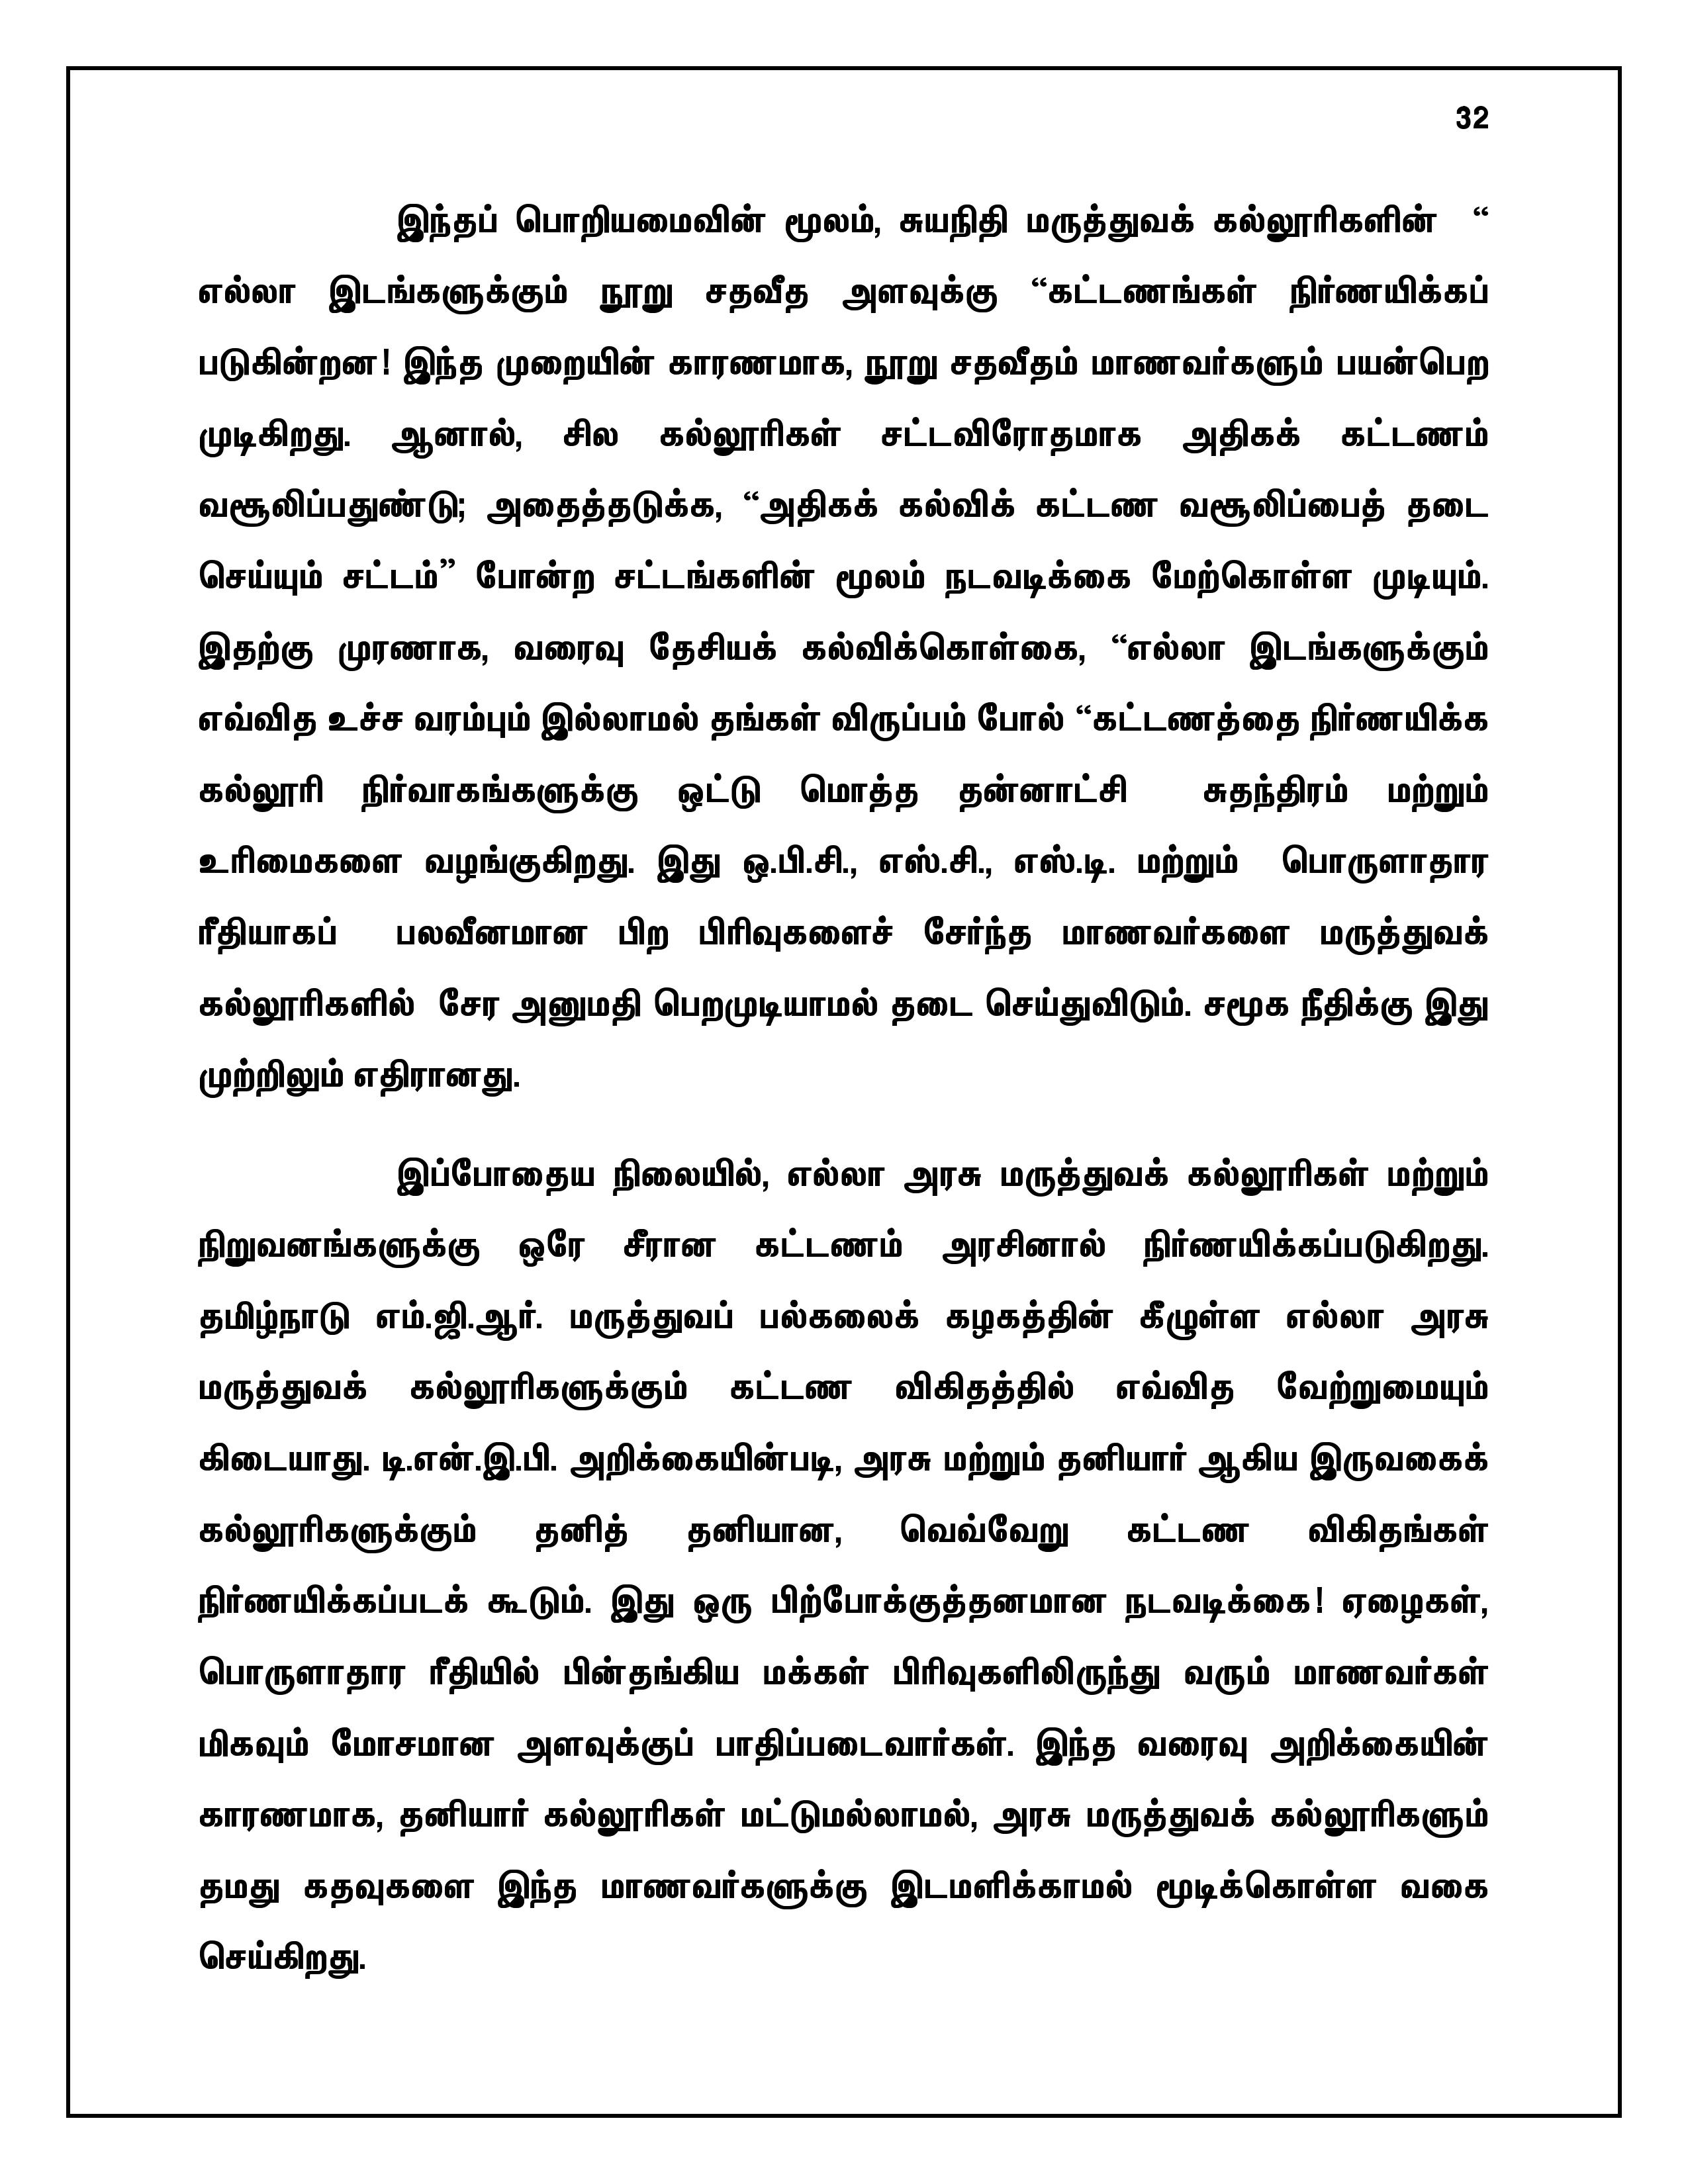 32
இந்தப் பொறியமைவின் மூலம், சுயநிதி மருத்துவக் கல்லூரிகளின் “
எல்லா இடங்களுக்கும் நூறு சதவீத அளவுக்கு “கட்டணங்கள் நிர்ணயிக்கப்
படுகின்றன! இந்த முறையின் காரணமாக, நூறு சதவீதம் மாணவர்களும் பயன்பெற
முடிகிறது. ஆனால், சில கல்லூரிகள் சட்டவிரோதமாக அதிகக் கட்டணம்
வசூலிப்பதுண்டு; அதைத்தடுக்க, “அதிகக் கல்விக் கட்டண வசூலிப்பைத் தடை
செய்யும் சட்டம்” போன்ற சட்டங்களின் மூலம் நடவடிக்கை மேற்கொள்ள முடியும்.
இதற்கு முரணாக, வரைவு தேசியக் கல்விக்கொள்கை, “எல்லா இடங்களுக்கும்
எவ்வித உச்ச வரம்பும் இல்லாமல் தங்கள் விருப்பம் போல் “கட்டணத்தை நிர்ணயிக்க
கல்லூரி நிர்வாகங்களுக்கு ஒட்டு மொத்த தன்னாட்சி சுதந்திரம் மற்றும்
உரிமைகளை வழங்குகிறது. இது ஒ.பி.சி., எஸ்.சி., எஸ்.டி. மற்றும் பொருளாதார
ரீதியாகப் பலவீனமான பிற பிரிவுகளைச் சேர்ந்த மாணவர்களை மருத்துவக்
கல்லூரிகளில் சேர அனுமதி பெறமுடியாமல் தடை செய்துவிடும். சமூக நீதிக்கு இது
முற்றிலும் எதிரானது.
இப்போதைய நிலையில், எல்லா அரசு மருத்துவக் கல்லூரிகள் மற்றும்
நிறுவனங்களுக்கு ஒரே சீரான கட்டணம் அரசினால் நிர்ணயிக்கப்படுகிறது.
தமிழ்நாடு எம்.ஜி.ஆர். மருத்துவப் பல்கலைக் கழகத்தின் கீழுள்ள எல்லா அரசு
மருத்துவக் கல்லூரிகளுக்கும் கட்டண விகிதத்தில் எவ்வித வேற்றுமையும்
கிடையாது. டி.என்.இ.பி. அறிக்கையின்படி, அரசு மற்றும் தனியார் ஆகிய இருவகைக்
கல்லூரிகளுக்கும் தனித் தனியான, வெவ்வேறு கட்டண விகிதங்கள்
நிர்ணயிக்கப்படக் கூடும். இது ஒரு பிற்போக்குத்தனமான நடவடிக்கை! ஏழைகள்,
பொருளாதார ரீதியில் பின்தங்கிய மக்கள் பிரிவுகளிலிருந்து வரும் மாணவர்கள்
மிகவும் மோசமான அளவுக்குப் பாதிப்படைவார்கள். இந்த வரைவு அறிக்கையின்
காரணமாக, தனியார் கல்லூரிகள் மட்டுமல்லாமல், அரசு மருத்துவக் கல்லூரிகளும்
தமது கதவுகளை இந்த மாணவர்களுக்கு இடமளிக்காமல் மூடிக்கொள்ள வகை
செய்கிறது.